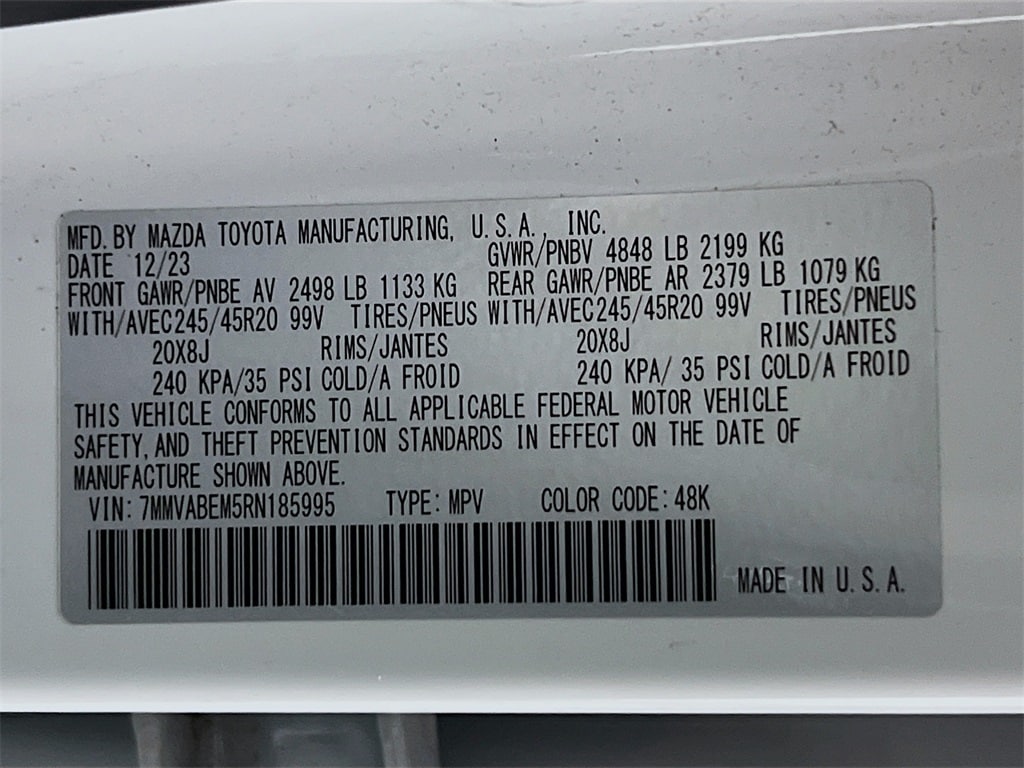 MFD. BY MAZDA TOYOTA MANUFACTURING, U.S.A., INC.
DATE 12/23 GVWR/PNBV 4848 LB 2199 KG
FRONT GAWR/PNBE AV 2498 LB 1133 KG REAR GAWR/PNBE AR 2379 LB 1079 KG
WITH/AVEC 245/45R20 99V TIRES/PNEUS WITH/AVEC 245/45R20 99V TIRES/PNEUS
20X8J RIMS/JANTES 20X8J RIMS/JANTES
240 KPA/35 PSI COLD/A FROID 240 KPA/ 35 PSI COLD/A FROID
THIS VEHICLE CONFORMS TO ALL APPLICABLE FEDERAL MOTOR VEHICLE
SAFETY, AND THEFT PREVENTION STANDARDS IN EFFECT ON THE DATE OF
MANUFACTURE SHOWN ABOVE.
VIN: 7MMVABEM5RN185995 TYPE: MPV COLOR CODE: 48K
MADE IN U.S.A.